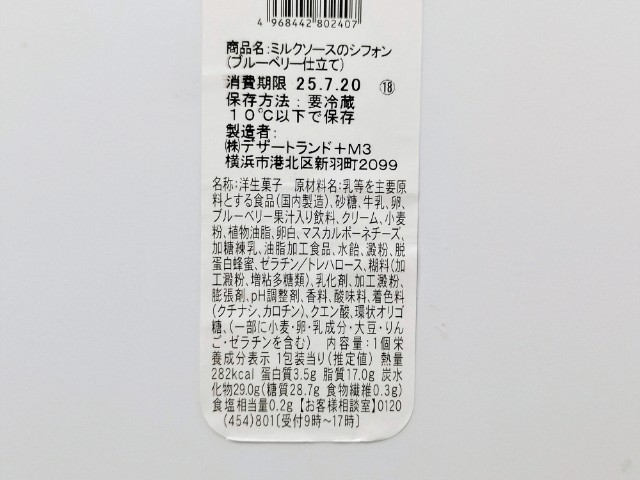 4 968442 802407
商品名:ミルクソースのシフォン
(ブルーベリー仕立て)
消費期限 25.7.20 ⑱
保存方法:要冷蔵
10℃以下で保存
製造者:
㈱デザートランド+M3
横浜市港北区新羽町2099
名称:洋生菓子 原材料名:乳等を主要原
料とする食品(国内製造)、砂糖、牛乳、卵、
ブルーベリー果汁入り飲料、クリーム、小麦
粉、植物油脂、卵白、マスカルポーネチーズ、
加糖練乳、油脂加工食品、水飴、澱粉、脱
蛋白蜂蜜、ゼラチン/トレハロース、糊料(加
工澱粉、増粘多糖類)、乳化剤、加工澱粉、
膨張剤、pH調整剤、香料、酸味料、着色料
(クチナシ、カロチン)、クエン酸、環状オリゴ
糖、(一部に小麦・卵・乳成分・大豆・りん
ご・ゼラチンを含む) 内容量:1個栄
養成分表示 1包装当り(推定値) 熱量
282kcal 蛋白質3.5g 脂質17.0g 炭水
化物29.0g(糖質28.7g 食物繊維0.3g)
食塩相当量0.2g【お客様相談室】0120
(454)801[受付9時~17時]